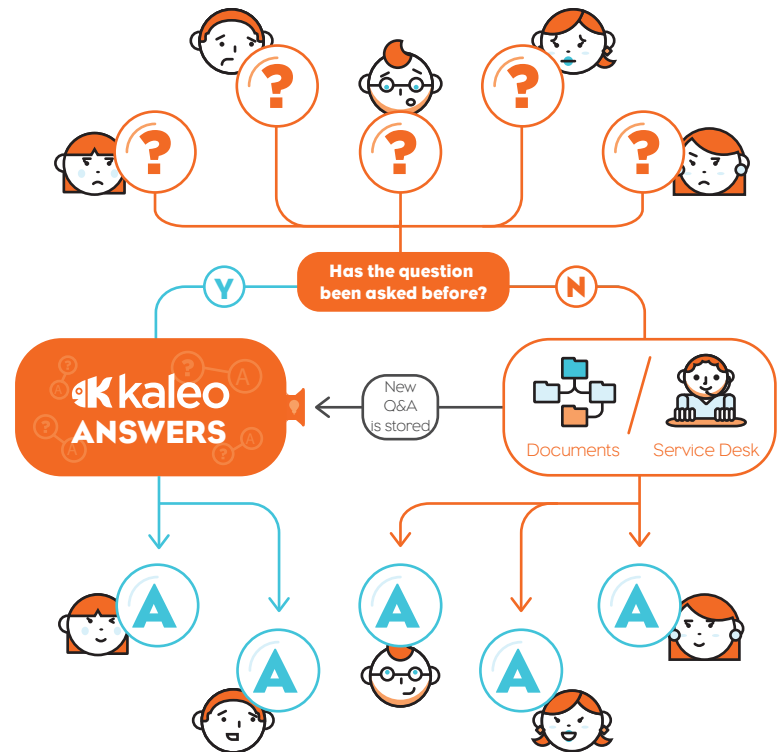 ?
?
?
?
?
Has the question
been asked before?
Y
N
kaleo
ANSWERS
?
A
?
A
?
A
?
A
New
Q&A
is stored
Documents
Service Desk
A
A
A
A
A